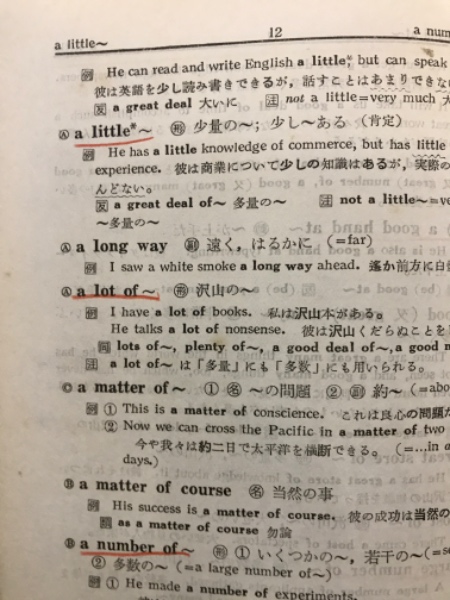 a little～ 12 a num
例 He can read and write English a little*, but can speak
彼は英語を少し読み書きできるが，話すことはあまりできな
反 a great deal 大いに 注 not a little=very much 大
Ⓐ a little*～ 形 少量の～; 少し～ある（肯定）
例 He has a little knowledge of commerce, but has little
experience. 彼は商業について少しの知識はあるが，実際の
んどない。
反 a great deal of～ 多量の～ 注 not a little～=ve
～多量の～
Ⓐ a long way 副 遠く，はるかに (=far)
例 I saw a white smoke a long way ahead. 遙か前方に白
Ⓐ a lot of～ 形 沢山の～
例 I have a lot of books. 私は沢山本がある。
He talks a lot of nonsense. 彼は沢山くだらぬことを
同 lots of～, plenty of～, a good deal of～, a good n
注 a lot of～ は「多量」にも「多数」にも用いられる。
Ⓒ a matter of～ ① 名 ～の問題 ② 副 約～ (=abo
例 ① This is a matter of conscience. これは良心の問題だ
② Now we can cross the Pacific in a matter of two
今や我々は約二日で太平洋を横断できる。 (=...in a
days.)
Ⓑ a matter of course 名 当然の事
例 His success is a matter of course. 彼の成功は当然の
as a matter of course 勿論
Ⓑ a number of～ 形 ① いくつかの～，若干の～ (=s
② 多数の～ (=a large number of～)
例 ① He made a number of experiments.